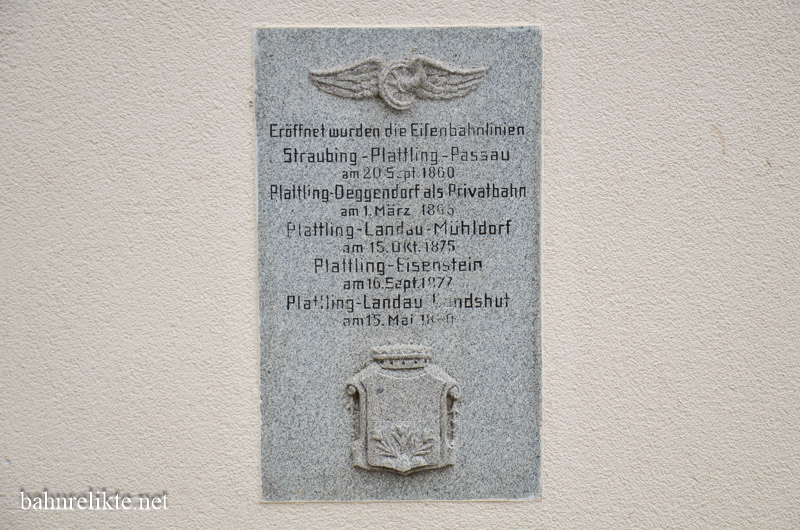 Eröffnet wurden die Eisenbahnlinien
Straubing-Plattling-Passau
am 20 Sept. 1860
Plattling-Deggendorf als Privatbahn
am 1. März
Plattling-Landau-Mühldorf
am 15. Okt. 1875
Plattling-Eisenstein
am 16. Sept. 1877
Plattling-Landau Landshut
am 15. Mai
bahnrelikte.net